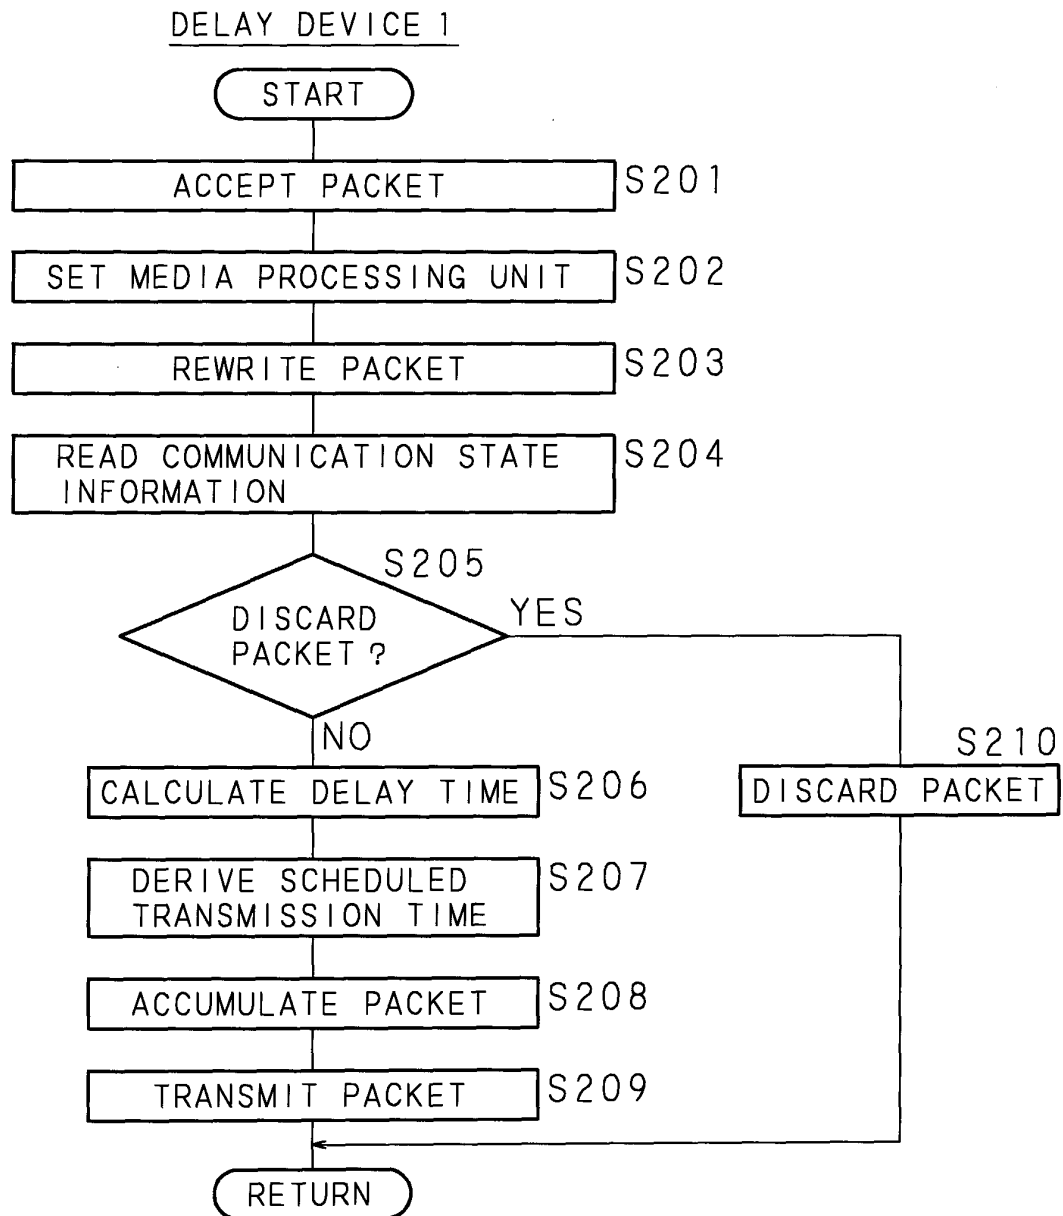 DELAY DEVICE 1
START
ACCEPT PACKET
S201
SET MEDIA PROCESSING UNIT
S202
REWRITE PACKET
S203
READ COMMUNICATION STATE
INFORMATION
S204
S205
DISCARD
PACKET?
YES
NO
S210
DISCARD PACKET
CALCULATE DELAY TIME
S206
DERIVE SCHEDULED
TRANSMISSION TIME
S207
ACCUMULATE PACKET
S208
TRANSMIT PACKET
S209
RETURN